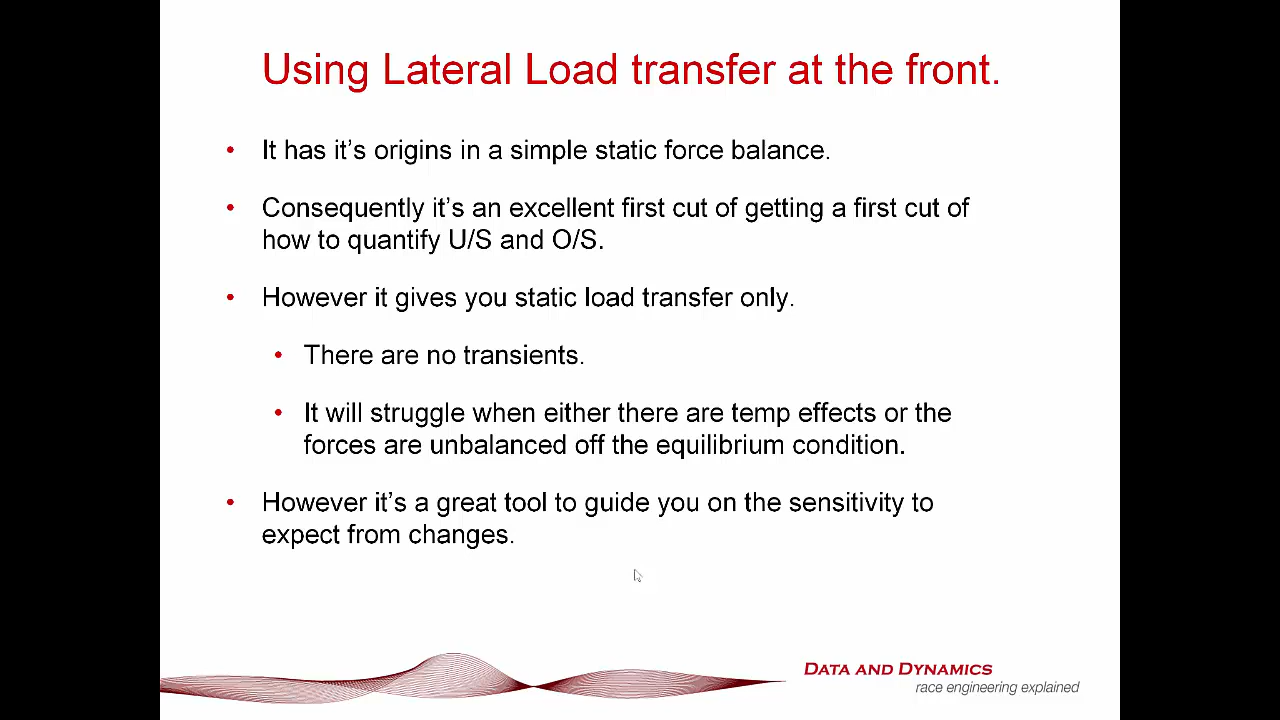 Using Lateral Load transfer at the front.
• It has it's origins in a simple static force balance.
• Consequently it's an excellent first cut of getting a first cut of
how to quantify U/S and O/S.
• However it gives you static load transfer only.
• There are no transients.
• It will struggle when either there are temp effects or the
forces are unbalanced off the equilibrium condition.
• However it's a great tool to guide you on the sensitivity to
expect from changes.
DATA AND DYNAMICS
race engineering explained